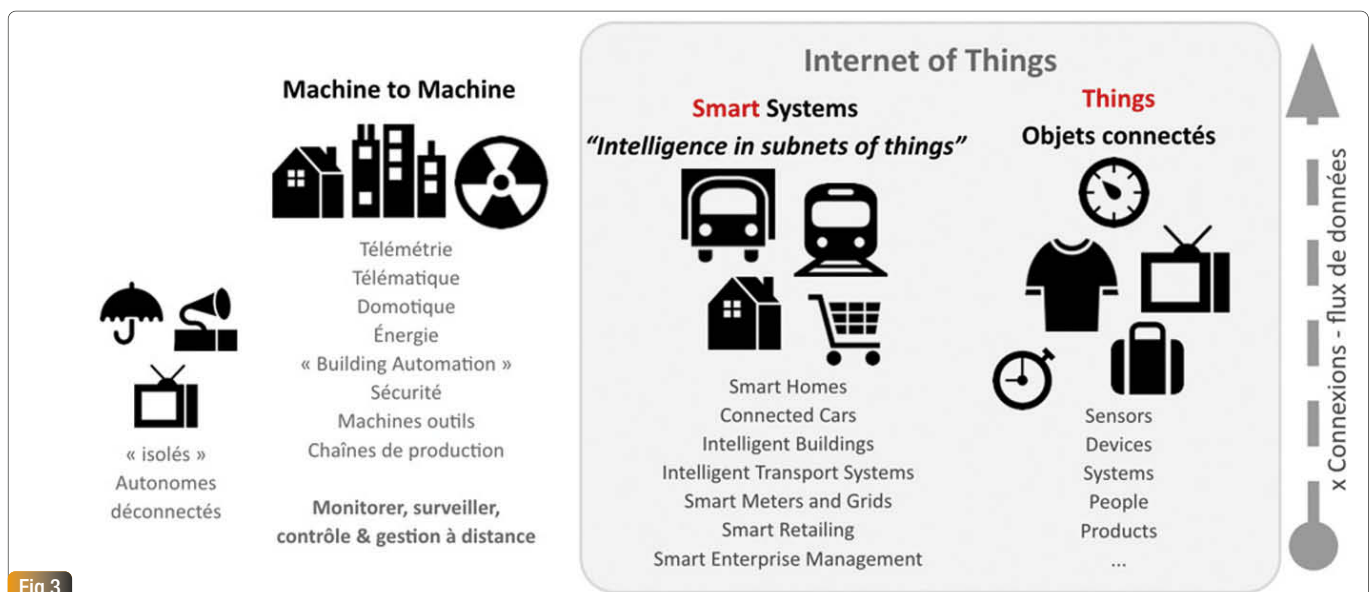 Internet of Things
Machine to Machine
Smart Systems
“Intelligence in subnets of things”
Things
Objets connectés
« isolés »
Autonomes
déconnectés
Télémétrie
Télématique
Domotique
Énergie
« Building Automation »
Sécurité
Machines outils
Chaînes de production
Monitorer, surveiller,
contrôle & gestion à distance
Smart Homes
Connected Cars
Intelligent Buildings
Intelligent Transport Systems
Smart Meters and Grids
Smart Retailing
Smart Enterprise Management
Sensors
Devices
Systems
People
Products
...
x Connexions - flux de données
Fig 3